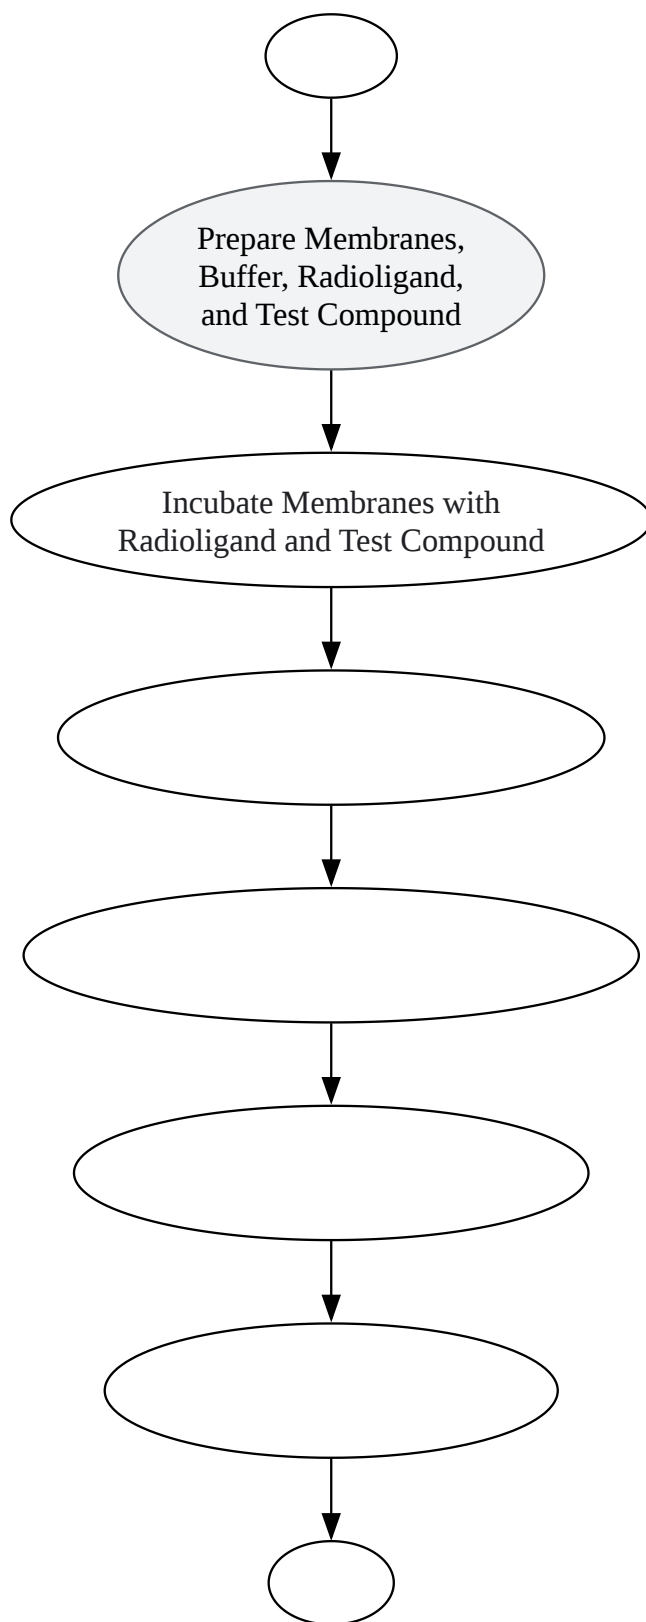 Prepare Membranes,
Buffer, Radioligand,
and Test Compound
Incubate Membranes with
Radioligand and Test Compound